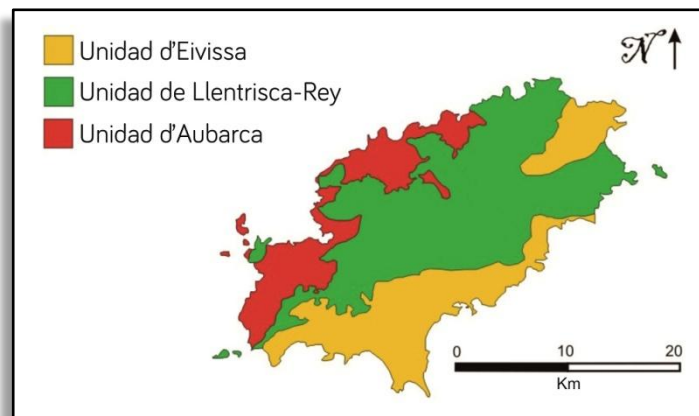 Unidad d'Eivissa
Unidad de Llentrisca-Rey
Unidad d'Aubarca
N
0 10 20
Km